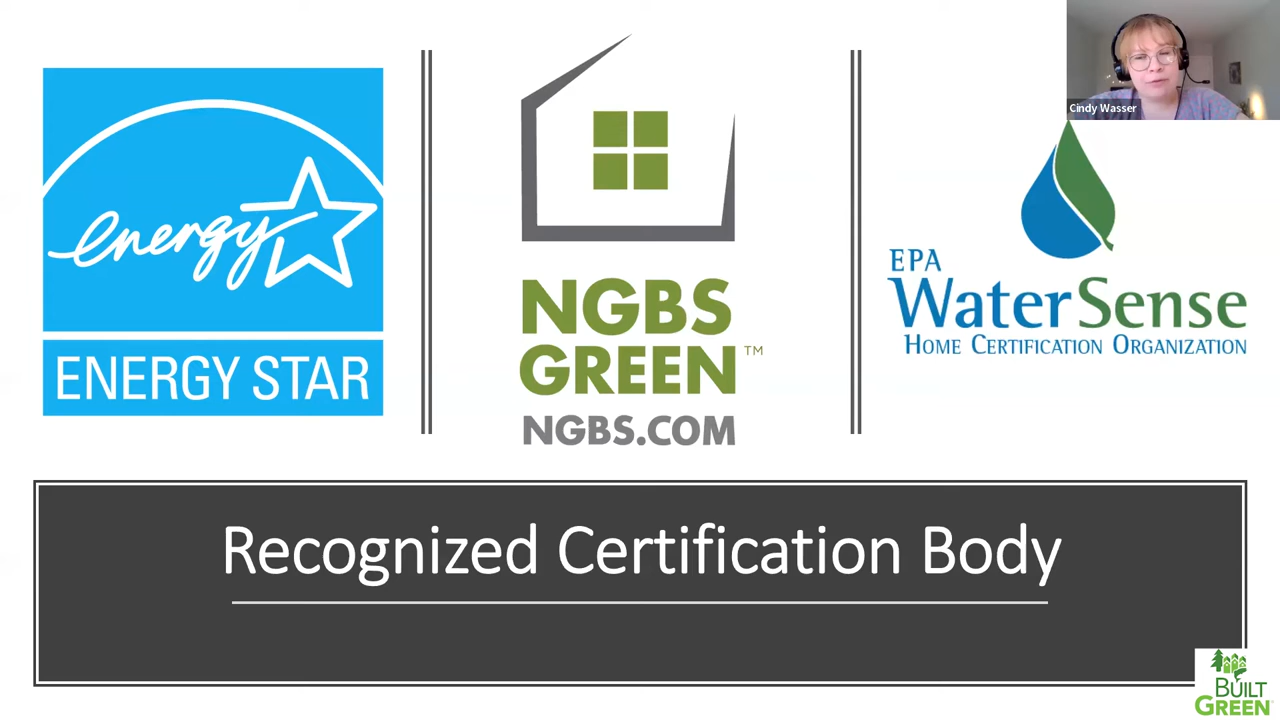 energy
ENERGY STAR
NGBS
GREEN™
NGBS.COM
Cindy Wasser
EPA
WaterSense
HOME CERTIFICATION ORGANIZATION
Recognized Certification Body
BUILT
GREEN